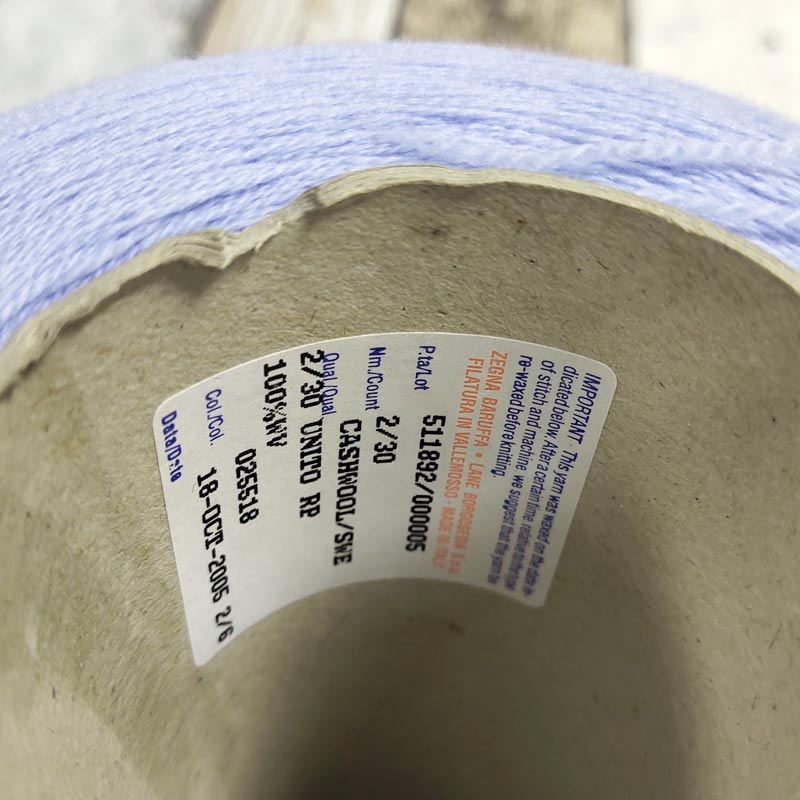 IMPORTANT: This yarn was waxed on the date in-
dicated below. After a certain time, relative to the type
of stitch and machine we suggest that the yarn be
re-waxed before knitting.
ZEGNA BARUFFA • LANE BORGOSESIA S.p.A.
FILATURA IN VALLEMOSSO - MADE IN ITALY
P.ta/Lot 511892/000005
Nm./Count 2/30
CASHWOOL/SWE
Qual./Qual. 2/30 UNITO RP
100%WV
Col./Col. 025518
Data/Date 18-OCT-2005 2/6